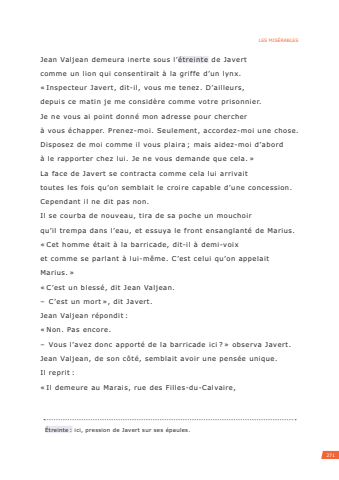 LES MISÉRABLES
Jean Valjean demeura inerte sous l’étreinte de Javert
comme un lion qui consentirait à la griffe d’un lynx.
« Inspecteur Javert, dit-il, vous me tenez. D’ailleurs,
depuis ce matin je me considère comme votre prisonnier.
Je ne vous ai point donné mon adresse pour chercher
à vous échapper. Prenez-moi. Seulement, accordez-moi une chose.
Disposez de moi comme il vous plaira ; mais aidez-moi d’abord
à le rapporter chez lui. Je ne vous demande que cela. »
La face de Javert se contracta comme cela lui arrivait
toutes les fois qu’on semblait le croire capable d’une concession.
Cependant il ne dit pas non.
Il se courba de nouveau, tira de sa poche un mouchoir
qu’il trempa dans l’eau, et essuya le front ensanglanté de Marius.
« Cet homme était à la barricade, dit-il à demi-voix
et comme se parlant à lui-même. C’est celui qu’on appelait
Marius. »
« C’est un blessé, dit Jean Valjean.
– C’est un mort », dit Javert.
Jean Valjean répondit :
« Non. Pas encore.
– Vous l’avez donc apporté de la barricade ici ? » observa Javert.
Jean Valjean, de son côté, semblait avoir une pensée unique.
Il reprit :
« Il demeure au Marais, rue des Filles-du-Calvaire,
Étreinte : ici, pression de Javert sur ses épaules.
271